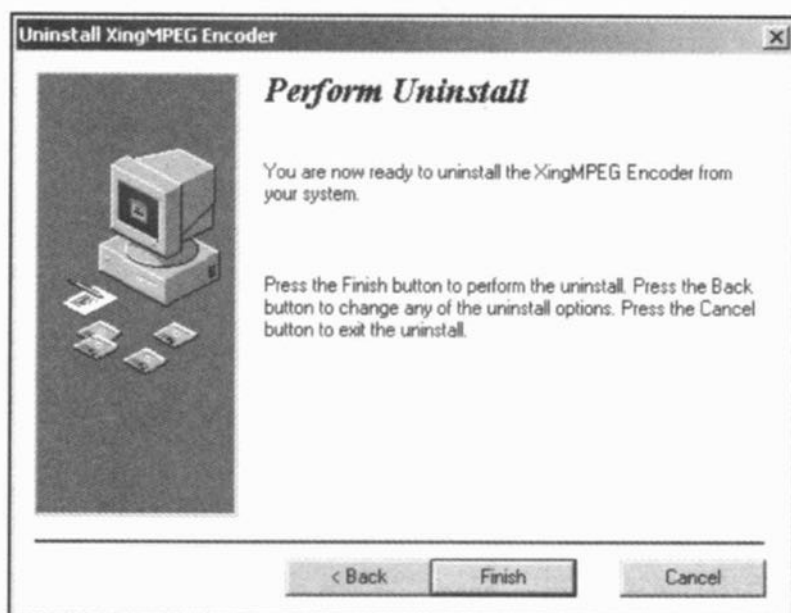 Uninstall XingMPEG Encoder
Perform Uninstall
You are now ready to uninstall the XingMPEG Encoder from
your system.
Press the Finish button to perform the uninstall. Press the Back
button to change any of the uninstall options. Press the Cancel
button to exit the uninstall.
< Back
Finish
Cancel